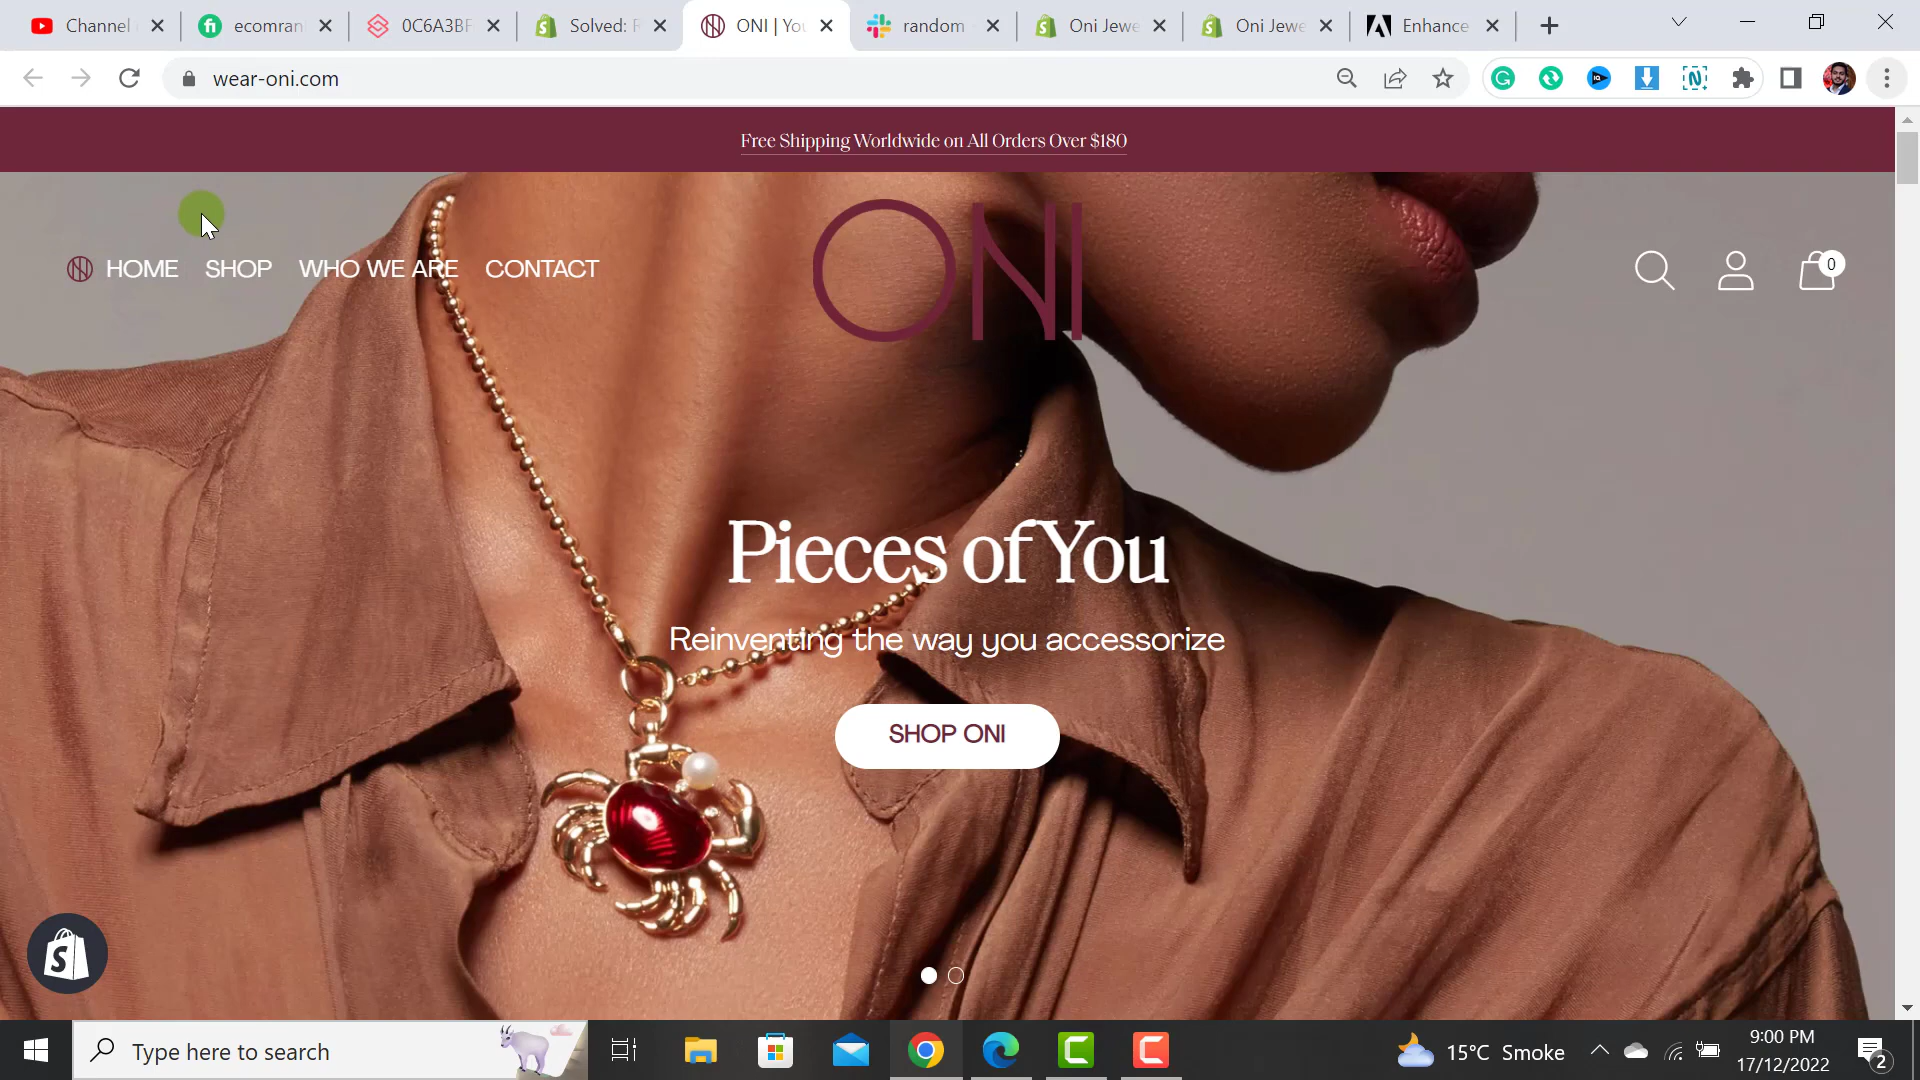 Channel
ecomran
0C6A3BF
Solved: R
ONI | You
random
Oni Jewe
Oni Jewe
Enhance
wear-oni.com
Free Shipping Worldwide on All Orders Over $180
HOME SHOP WHO WE ARE CONTACT
ONI
0
Pieces of You
Reinventing the way you accessorize
SHOP ONI
Type here to search
15°C Smoke
9:00 PM
17/12/2022
2